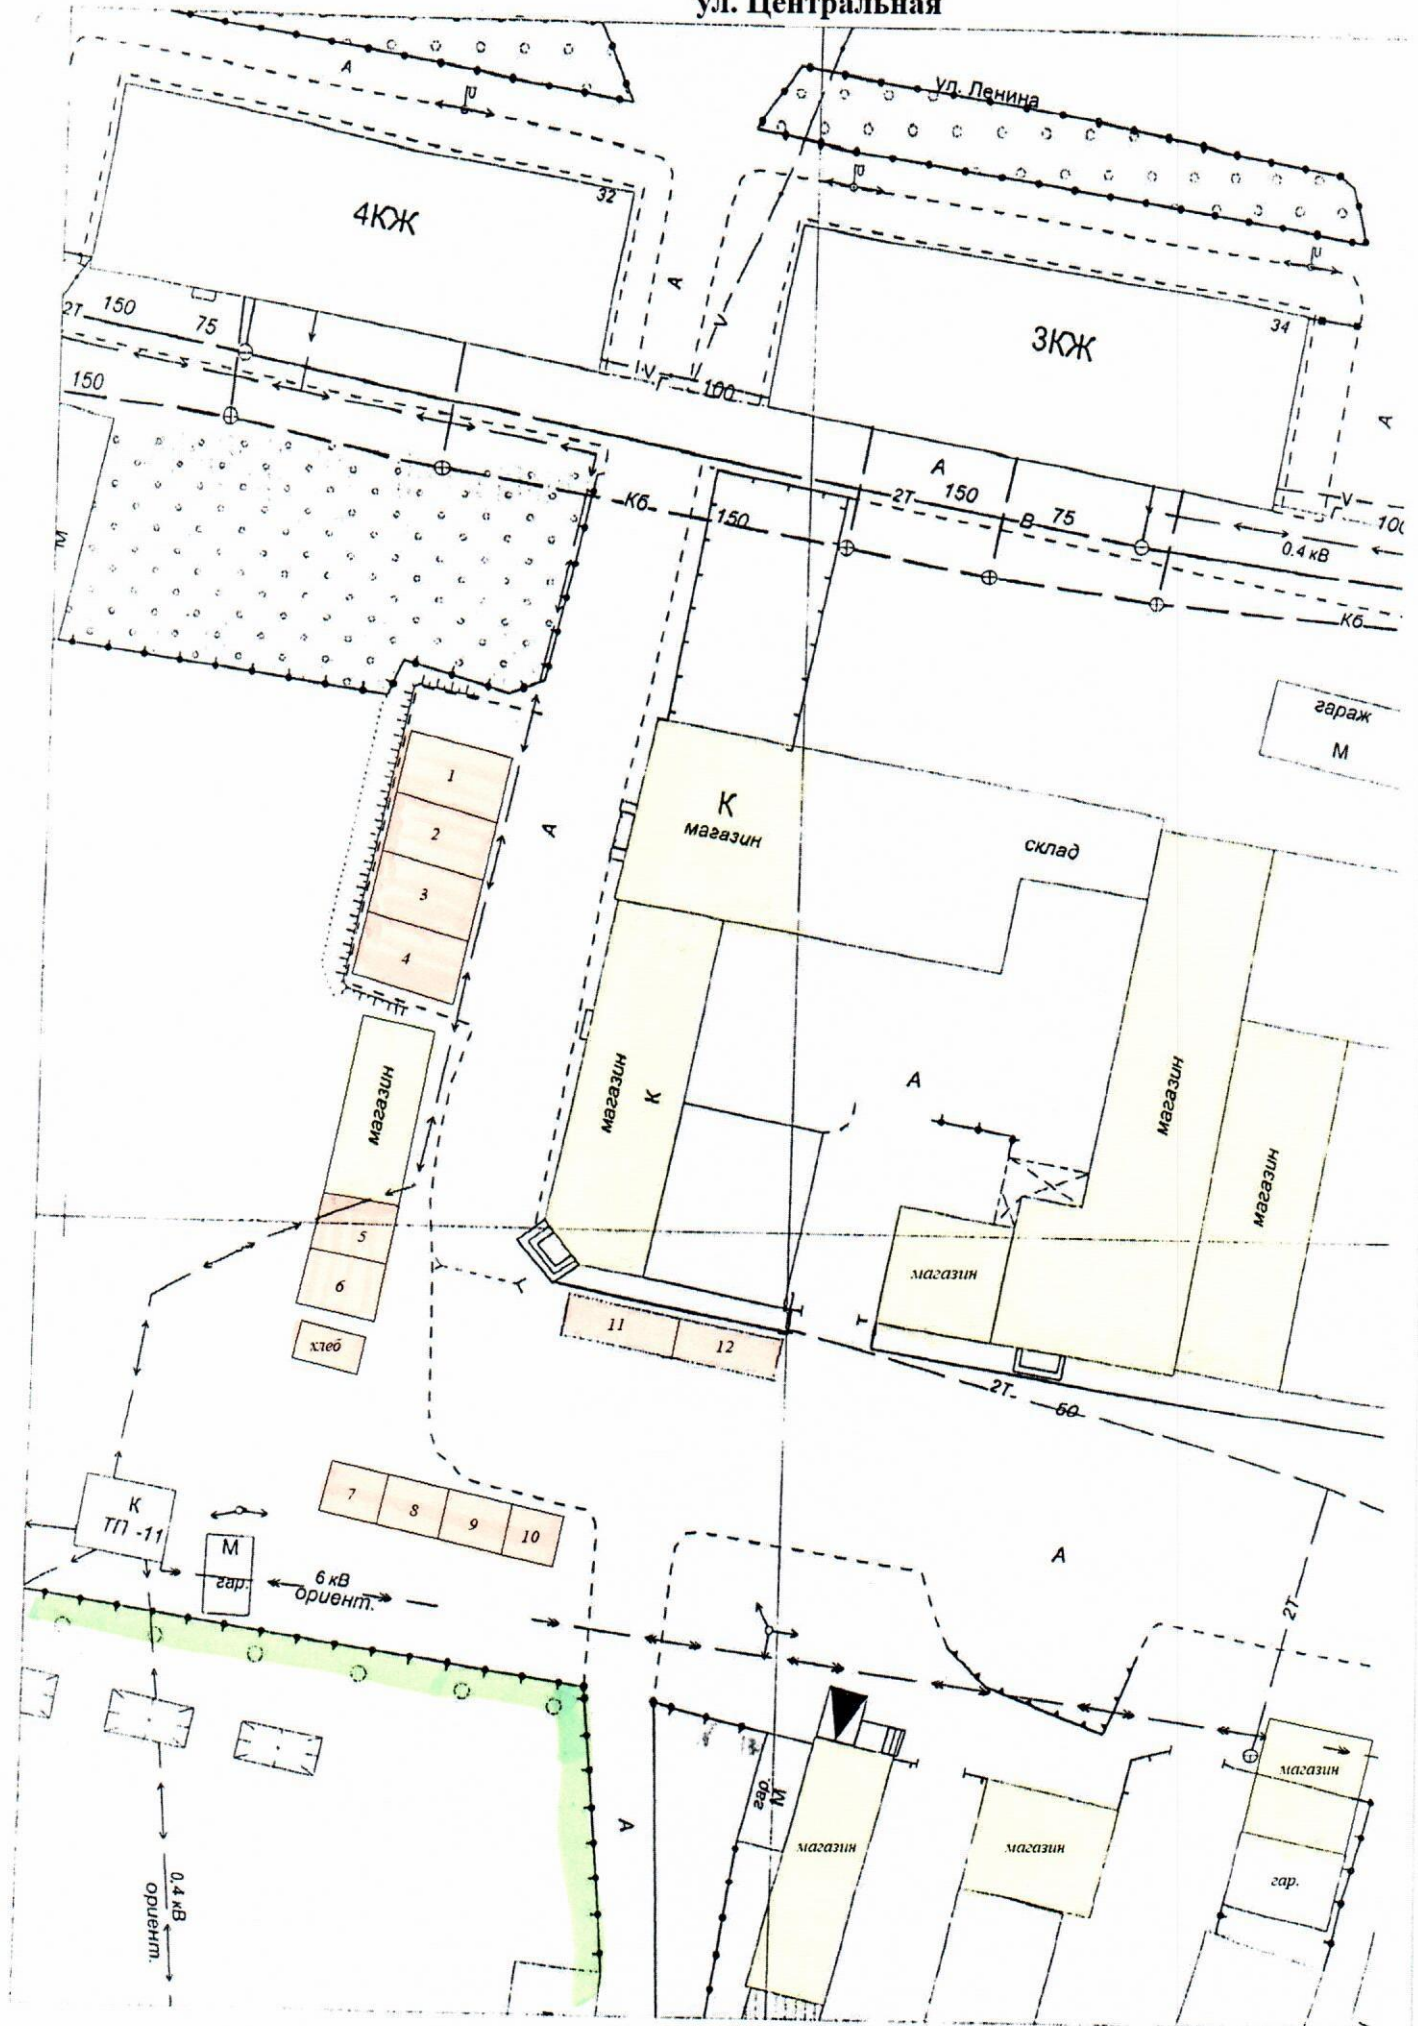 ул. Центральная
А
ул. Ленина
32
4КЖ
А
34
3КЖ
2т 150 75
150
100
А
А
2Т 150
В 75
Кб
150
0.4 кВ
100
Кб
М
гараж
М
1
2
3
4
А
К
магазин
склад
магазин
магазин
К
А
магазин
магазин
5
6
хлеб
магазин
11
12
Т
2Т
50
7
8
9
10
К
ТП -11
М
гар.
6 кВ
ориент.
А
2Т
А
гар.
М
магазин
магазин
магазин
гар.
0,4 кВ
ориент.